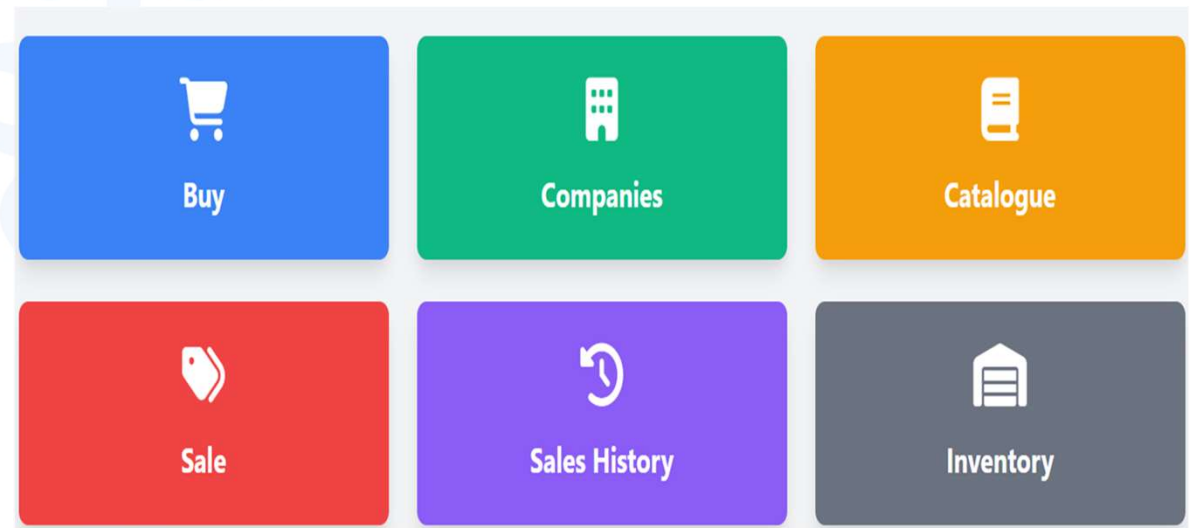 Buy
Companies
Catalogue
Sale
Sales History
Inventory